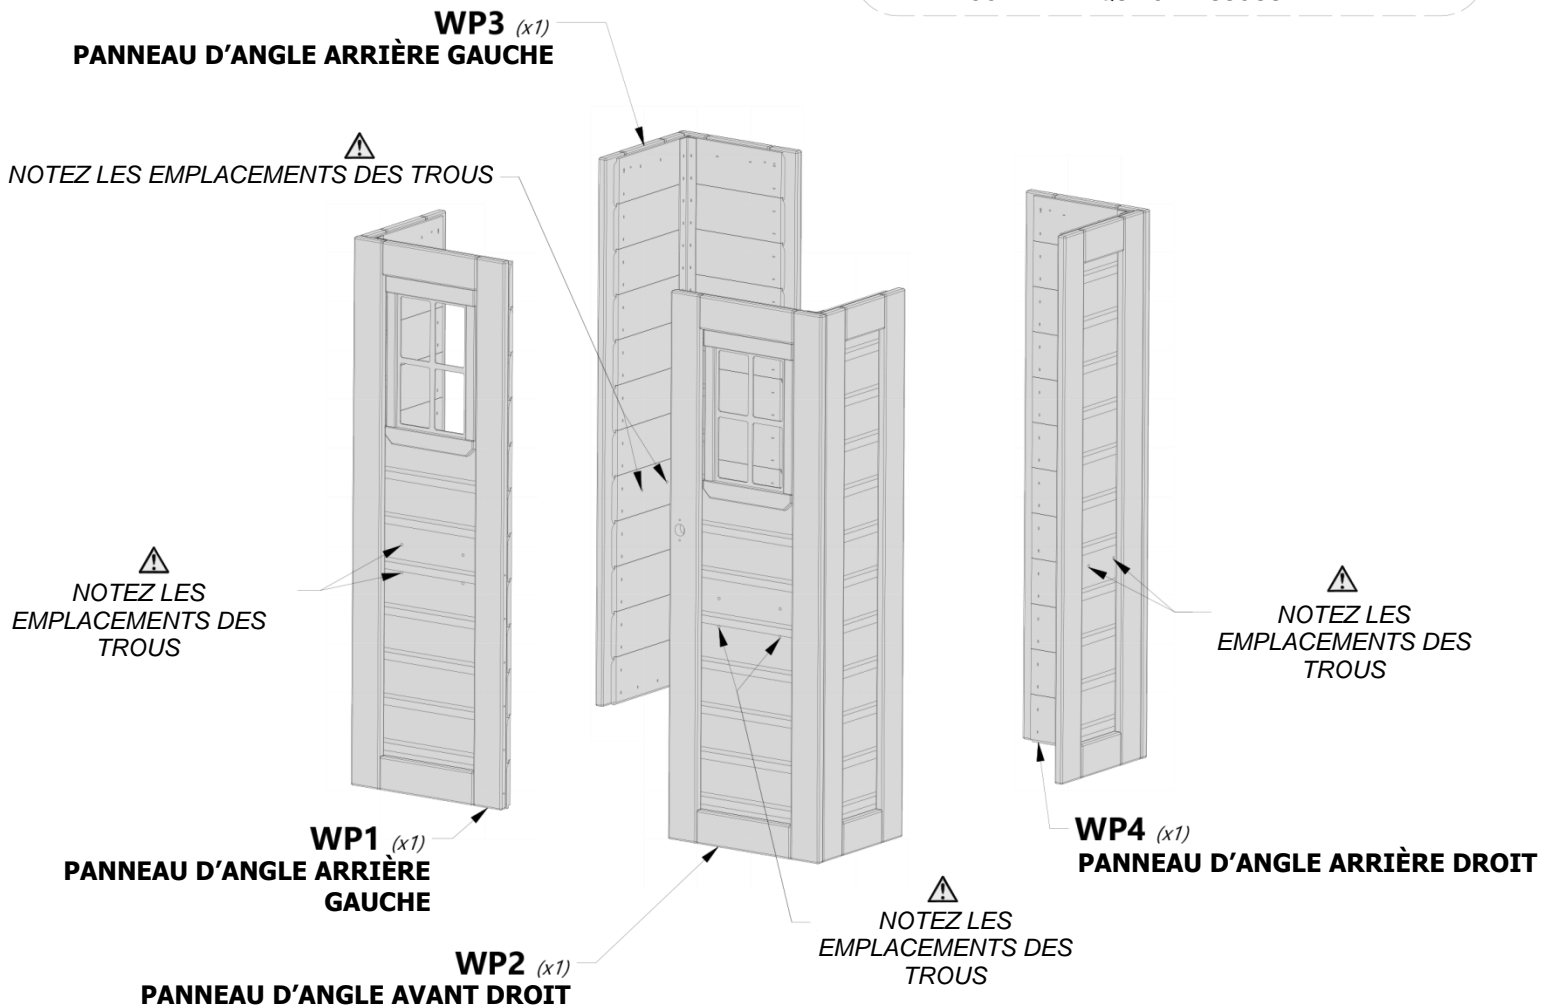 WP3 (x1)
PANNEAU D’ANGLE ARRIÈRE GAUCHE
NOTEZ LES EMPLACEMENTS DES TROUS
NOTEZ LES
EMPLACEMENTS DES
TROUS
NOTEZ LES
EMPLACEMENTS DES
TROUS
WP1 (x1)
PANNEAU D’ANGLE ARRIÈRE
GAUCHE
WP4 (x1)
PANNEAU D’ANGLE ARRIÈRE DROIT
NOTEZ LES
EMPLACEMENTS DES
TROUS
WP2 (x1)
PANNEAU D’ANGLE AVANT DROIT